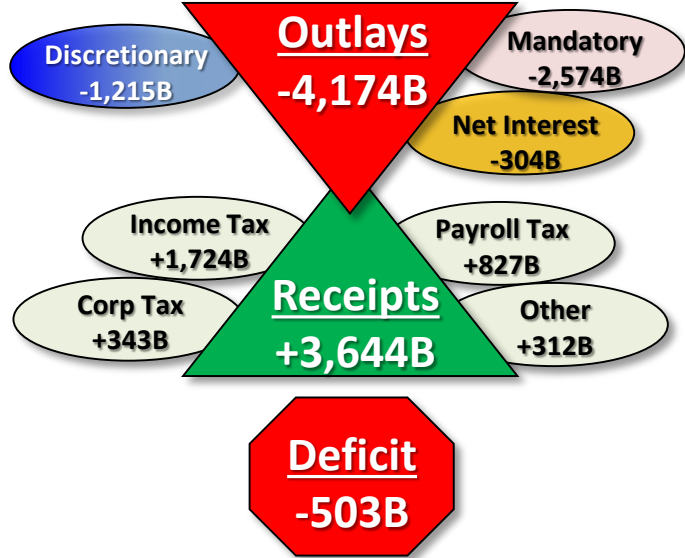 Outlays
-4,174B
Discretionary
-1,215B
Mandatory
-2,574B
Net Interest
-304B
Income Tax
+1,724B
Payroll Tax
+827B
Corp Tax
+343B
Receipts
+3,644B
Other
+312B
Deficit
-503B